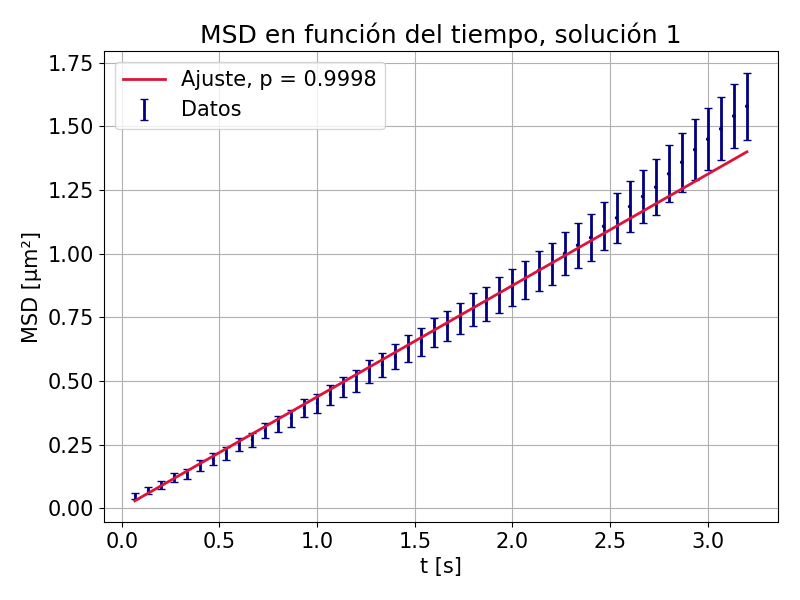 MSD en función del tiempo, solución 1
Ajuste, p = 0.9998
Datos
MSD [μm²]
1.75
1.50
1.25
1.00
0.75
0.50
0.25
0.00
0.0 0.5 1.0 1.5 2.0 2.5 3.0
t [s]